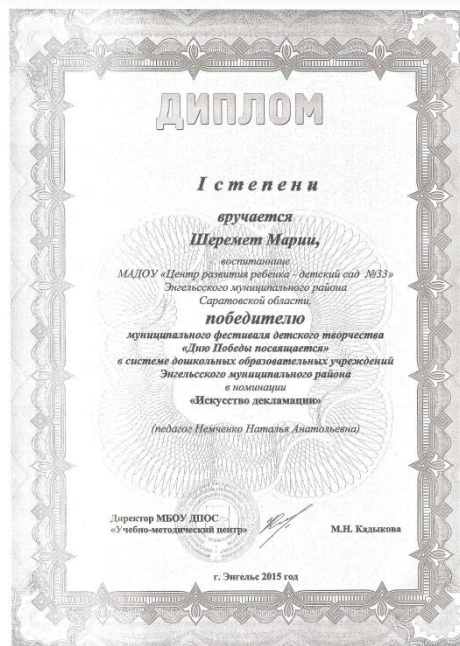 ДИПЛОМ
I степени
вручается
Шеремет Марии,
воспитаннице
МАДОУ «Центр развития ребенка - детский сад №33»
Энгельсского муниципального района
Саратовской области,
победителю
муниципального фестиваля детского творчества
«Дню Победы посвящается»
в системе дошкольных образовательных учреждений
Энгельсского муниципального района
в номинации
«Искусство декламации»
(педагог Немченко Наталья Анатольевна)
Директор МБОУ ДПОС
«Учебно-методический центр»
М.Н. Кадыкова
г. Энгельс 2015 год